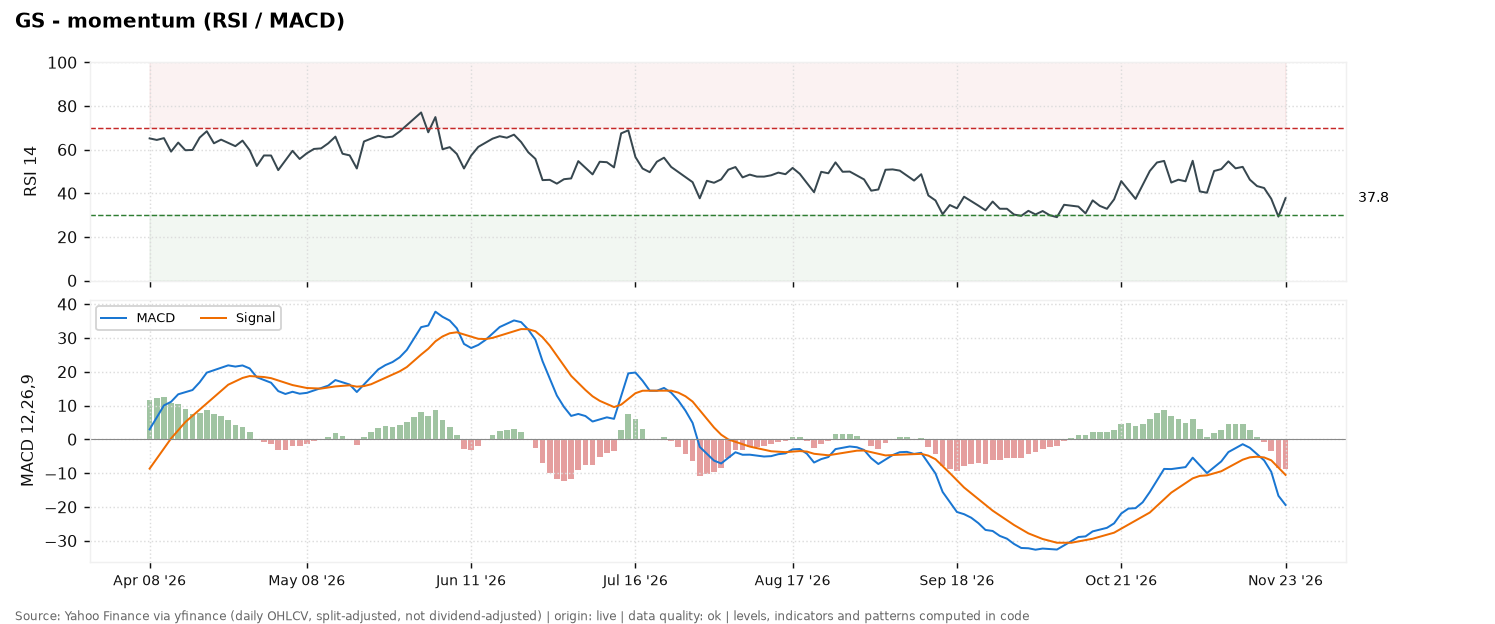 GS - momentum (RSI / MACD)
100
80
60
40
20
0
RSI 14
37.8
40
30
20
10
0
−10
−20
−30
MACD 12,26,9
MACD Signal
Apr 08 '26 May 08 '26 Jun 11 '26 Jul 16 '26 Aug 17 '26 Sep 18 '26 Oct 21 '26 Nov 23 '26
Source: Yahoo Finance via yfinance (daily OHLCV, split-adjusted, not dividend-adjusted) | origin: live | data quality: ok | levels, indicators and patterns computed in code